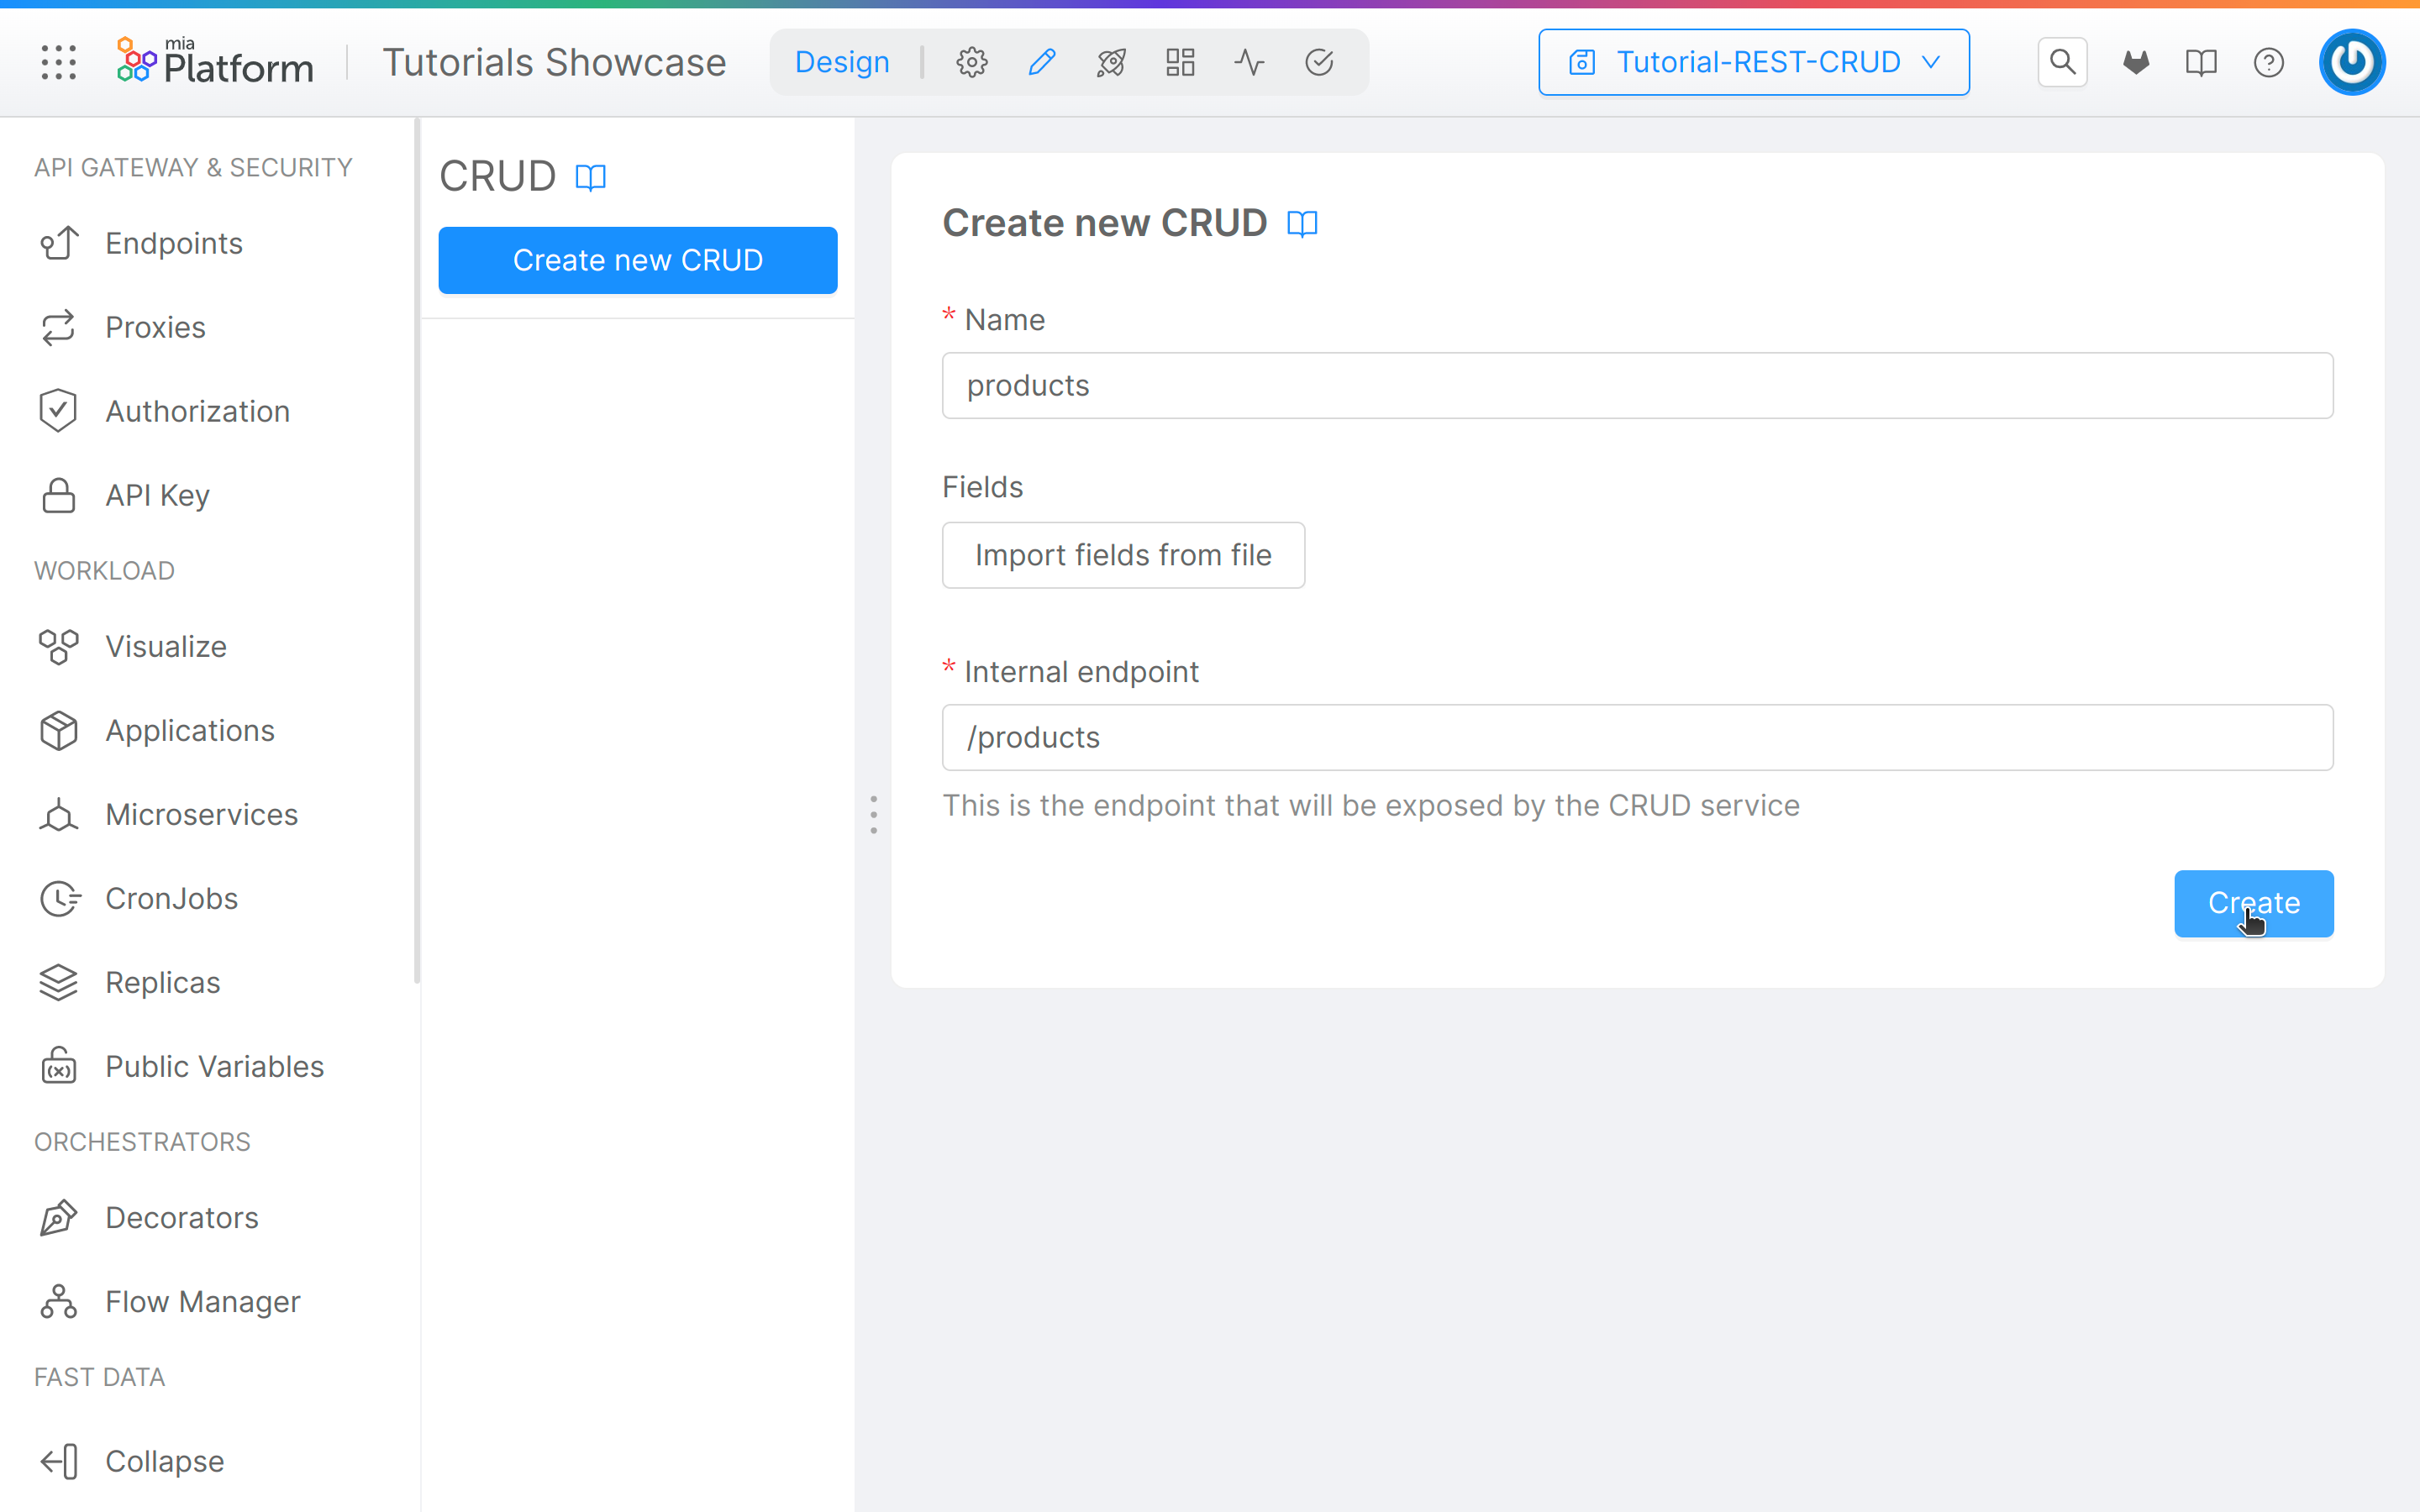 mia
Platform
Tutorials Showcase
Design
Tutorial-REST-CRUD
API GATEWAY & SECURITY
Endpoints
Proxies
Authorization
API Key
WORKLOAD
Visualize
Applications
Microservices
CronJobs
Replicas
(x)
Public Variables
ORCHESTRATORS
Decorators
Flow Manager
FAST DATA
Collapse
CRUD
Create new CRUD
Create new CRUD
* Name
products
Fields
Import fields from file
* Internal endpoint
/products
This is the endpoint that will be exposed by the CRUD service
Create